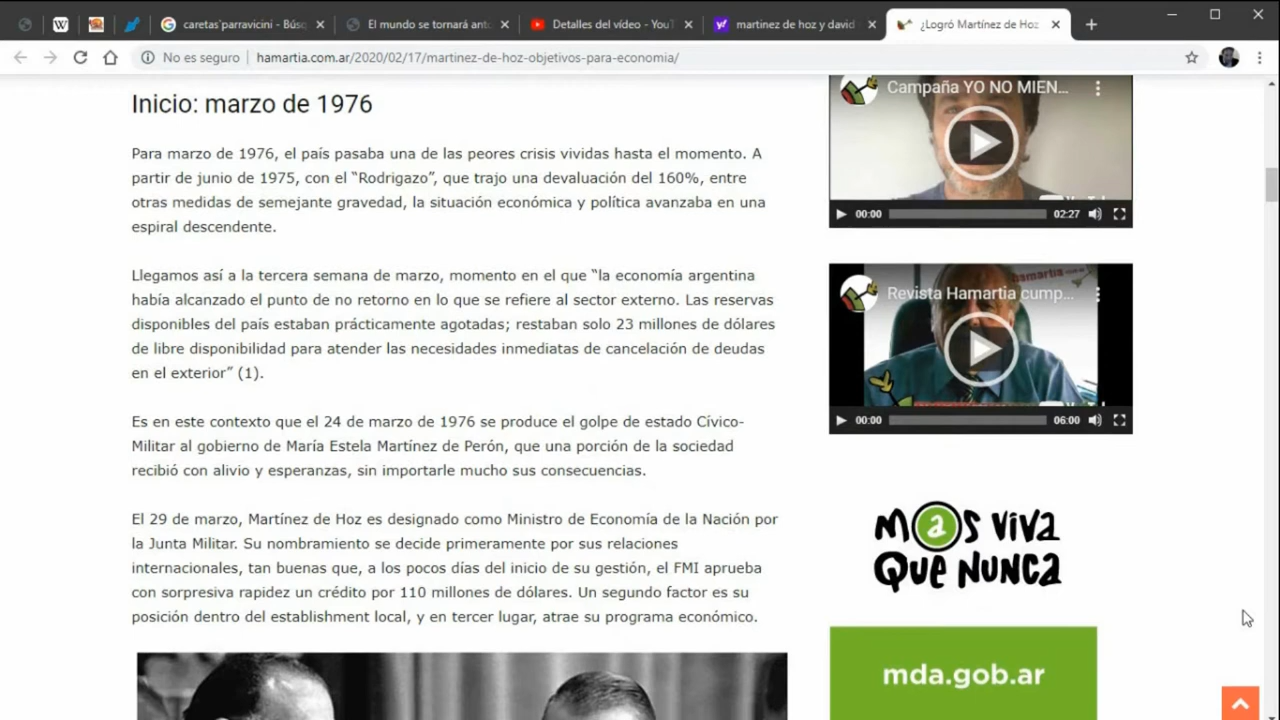 caretas parravicini - Bús
El mundo se tornará ant
Detalles del vídeo - YouT
martinez de hoz y david
¿Logró Martínez de Hoz
No es seguro
hamartia.com.ar/2020/02/17/martinez-de-hoz-objetivos-para-economia/
Inicio: marzo de 1976
Para marzo de 1976, el país pasaba una de las peores crisis vividas hasta el momento. A
partir de junio de 1975, con el “Rodrigazo”, que trajo una devaluación del 160%, entre
otras medidas de semejante gravedad, la situación económica y política avanzaba en una
espiral descendente.
Llegamos así a la tercera semana de marzo, momento en el que “la economía argentina
había alcanzado el punto de no retorno en lo que se refiere al sector externo. Las reservas
disponibles del país estaban prácticamente agotadas; restaban solo 23 millones de dólares
de libre disponibilidad para atender las necesidades inmediatas de cancelación de deudas
en el exterior” (1).
Es en este contexto que el 24 de marzo de 1976 se produce el golpe de estado Cívico-
Militar al gobierno de María Estela Martínez de Perón, que una porción de la sociedad
recibió con alivio y esperanzas, sin importarle mucho sus consecuencias.
El 29 de marzo, Martínez de Hoz es designado como Ministro de Economía de la Nación por
la Junta Militar. Su nombramiento se decide primeramente por sus relaciones
internacionales, tan buenas que, a los pocos días del inicio de su gestión, el FMI aprueba
con sorpresiva rapidez un crédito por 110 millones de dólares. Un segundo factor es su
posición dentro del establishment local, y en tercer lugar, atrae su programa económico.
Campaña YO NO MIEN...
00:00
02:27
Revista Hamartia cump...
00:00
06:00
Mas viva
Que Nunca
mda.gob.ar